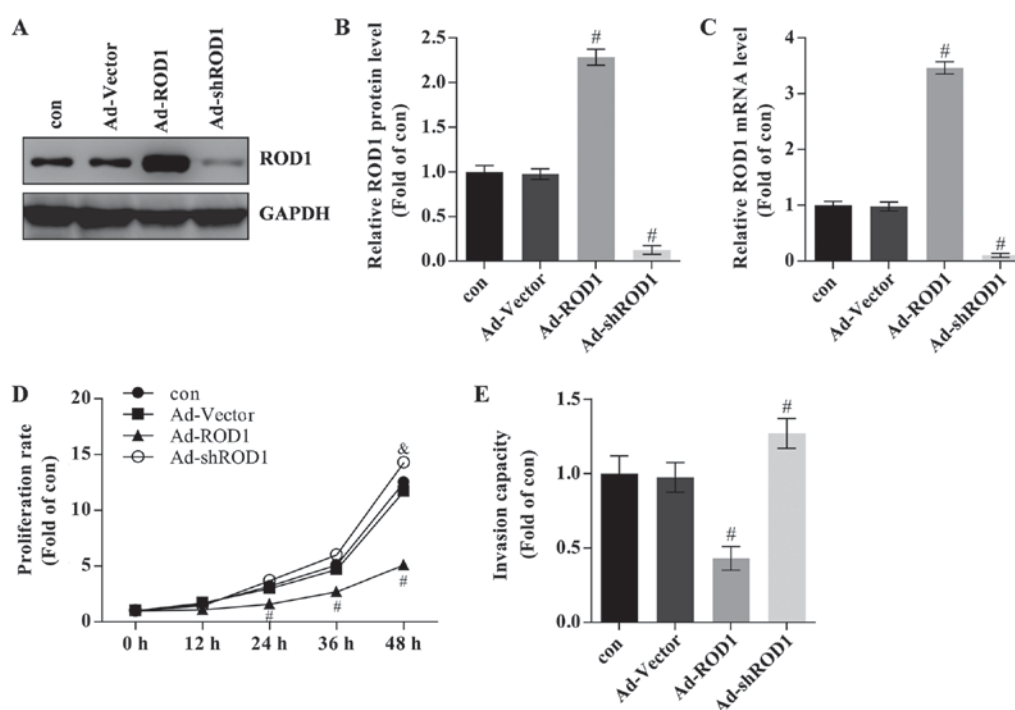 A
con
Ad-Vector
Ad-ROD1
Ad-shROD1
ROD1
GAPDH
B
Relative ROD1 protein level
(Fold of con)
2.5
2.0
1.5
1.0
0.5
0.0
#
#
con
Ad-Vector
Ad-ROD1
Ad-shROD1
C
Relative ROD1 mRNA level
(Fold of con)
4
3
2
1
0
#
#
con
Ad-Vector
Ad-ROD1
Ad-shROD1
D
Proliferation rate
(Fold of con)
20
15
10
5
0
con
Ad-Vector
Ad-ROD1
Ad-shROD1
&
#
#
#
0 h
12 h
24 h
36 h
48 h
E
Invasion capacity
(Fold of con)
1.5
1.0
0.5
0.0
#
#
con
Ad-Vector
Ad-ROD1
Ad-shROD1